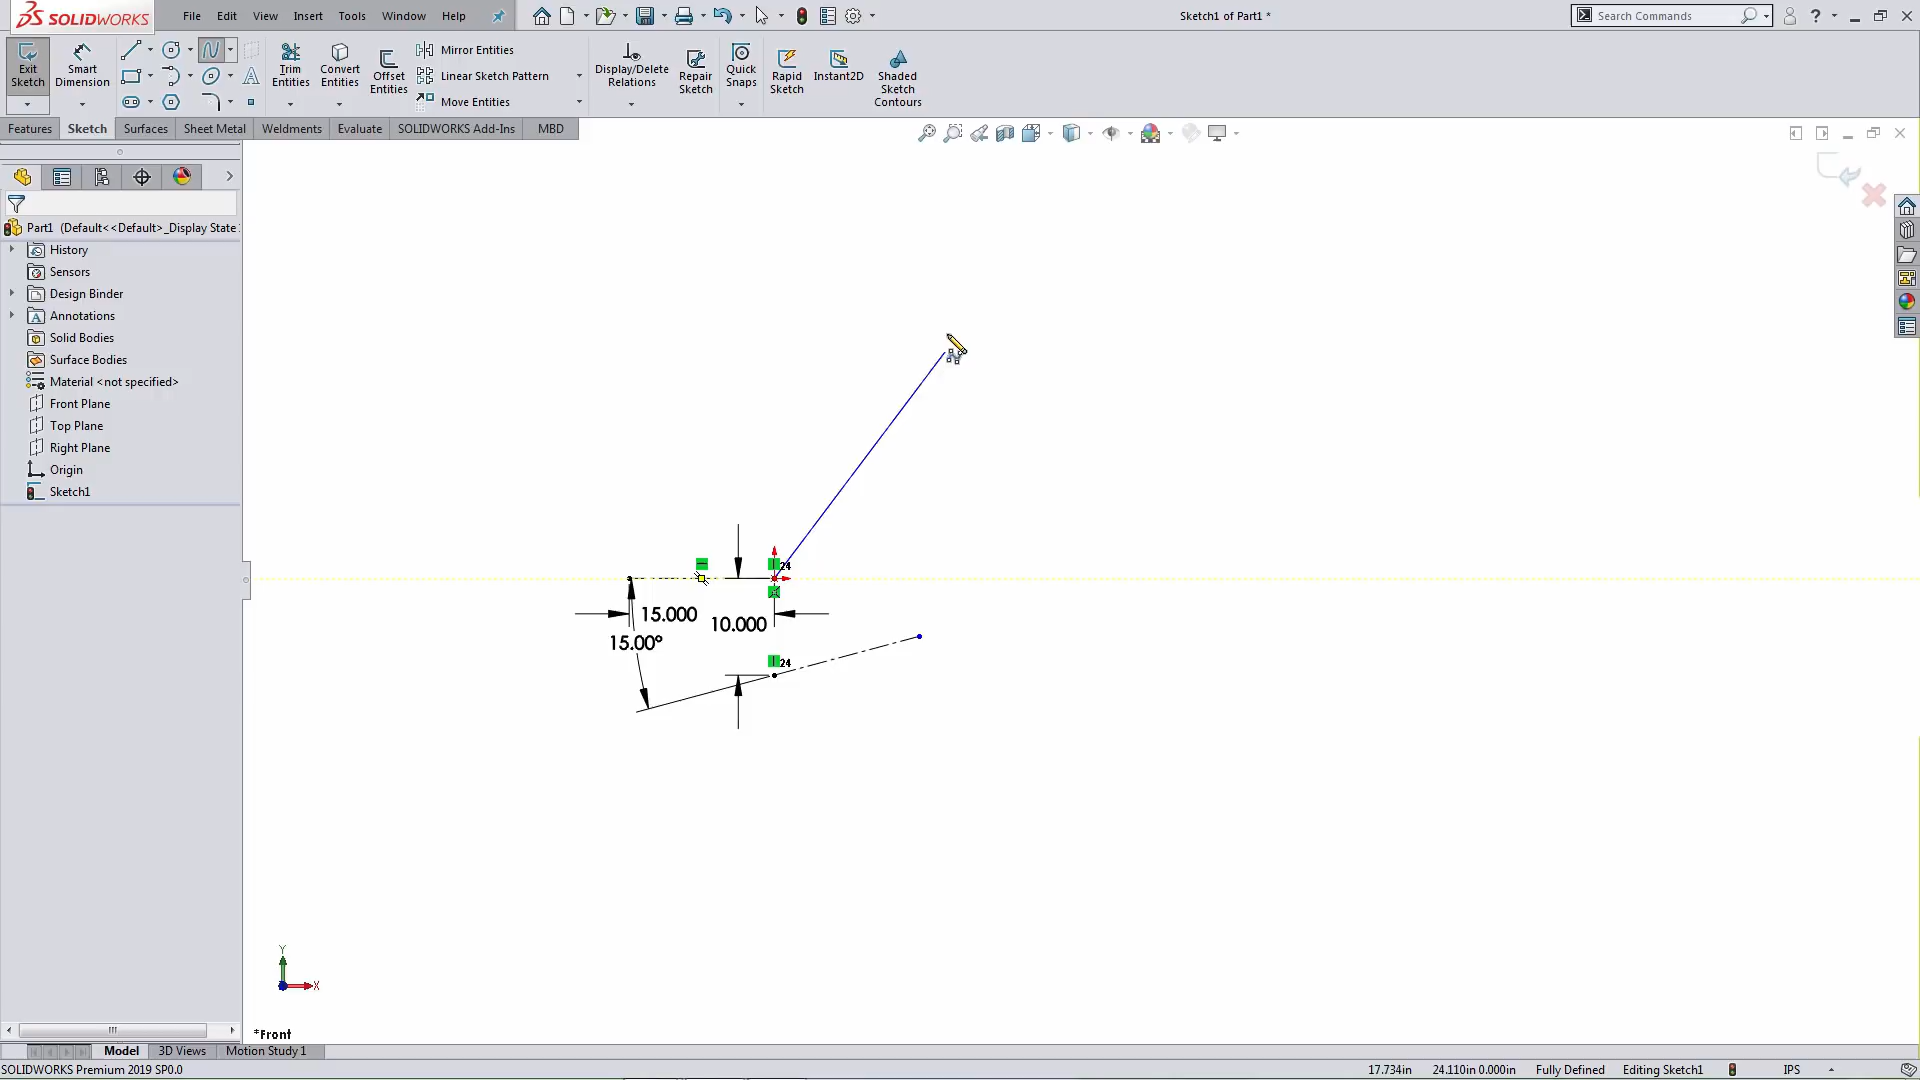 SOLIDWORKS
File Edit View Insert Tools Window Help
Sketch1 of Part1 *
Search Commands
Exit Sketch
Smart Dimension
Trim Entities
Convert Entities
Offset Entities
Mirror Entities
Linear Sketch Pattern
Move Entities
Display/Delete Relations
Repair Sketch
Quick Snaps
Rapid Sketch
Instant2D
Shaded Sketch Contours
Features Sketch Surfaces Sheet Metal Weldments Evaluate SOLIDWORKS Add-Ins MBD
Part1 (Default<<Default>_Display State
History
Sensors
Design Binder
Annotations
Solid Bodies
Surface Bodies
Material <not specified>
Front Plane
Top Plane
Right Plane
Origin
Sketch1
24
15.000
10.000
15.00°
24
Y
X
*Front
Model 3D Views Motion Study 1
SOLIDWORKS Premium 2019 SP0.0
17.734in 24.110in 0.000in Fully Defined Editing Sketch1 IPS